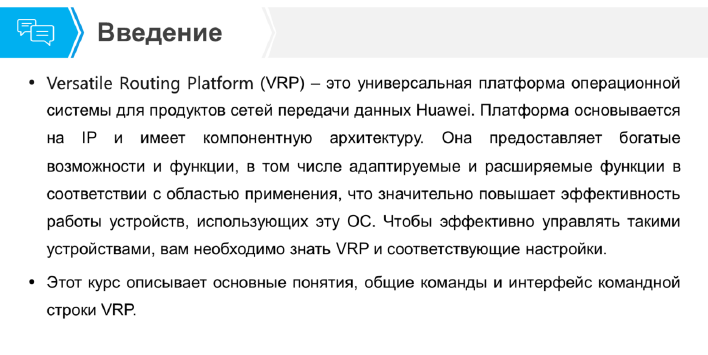 Введение
• Versatile Routing Platform (VRP) – это универсальная платформа операционной
системы для продуктов сетей передачи данных Huawei. Платформа основывается
на IP и имеет компонентную архитектуру. Она предоставляет богатые
возможности и функции, в том числе адаптируемые и расширяемые функции в
соответствии с областью применения, что значительно повышает эффективность
работы устройств, использующих эту ОС. Чтобы эффективно управлять такими
устройствами, вам необходимо знать VRP и соответствующие настройки.
• Этот курс описывает основные понятия, общие команды и интерфейс командной
строки VRP.